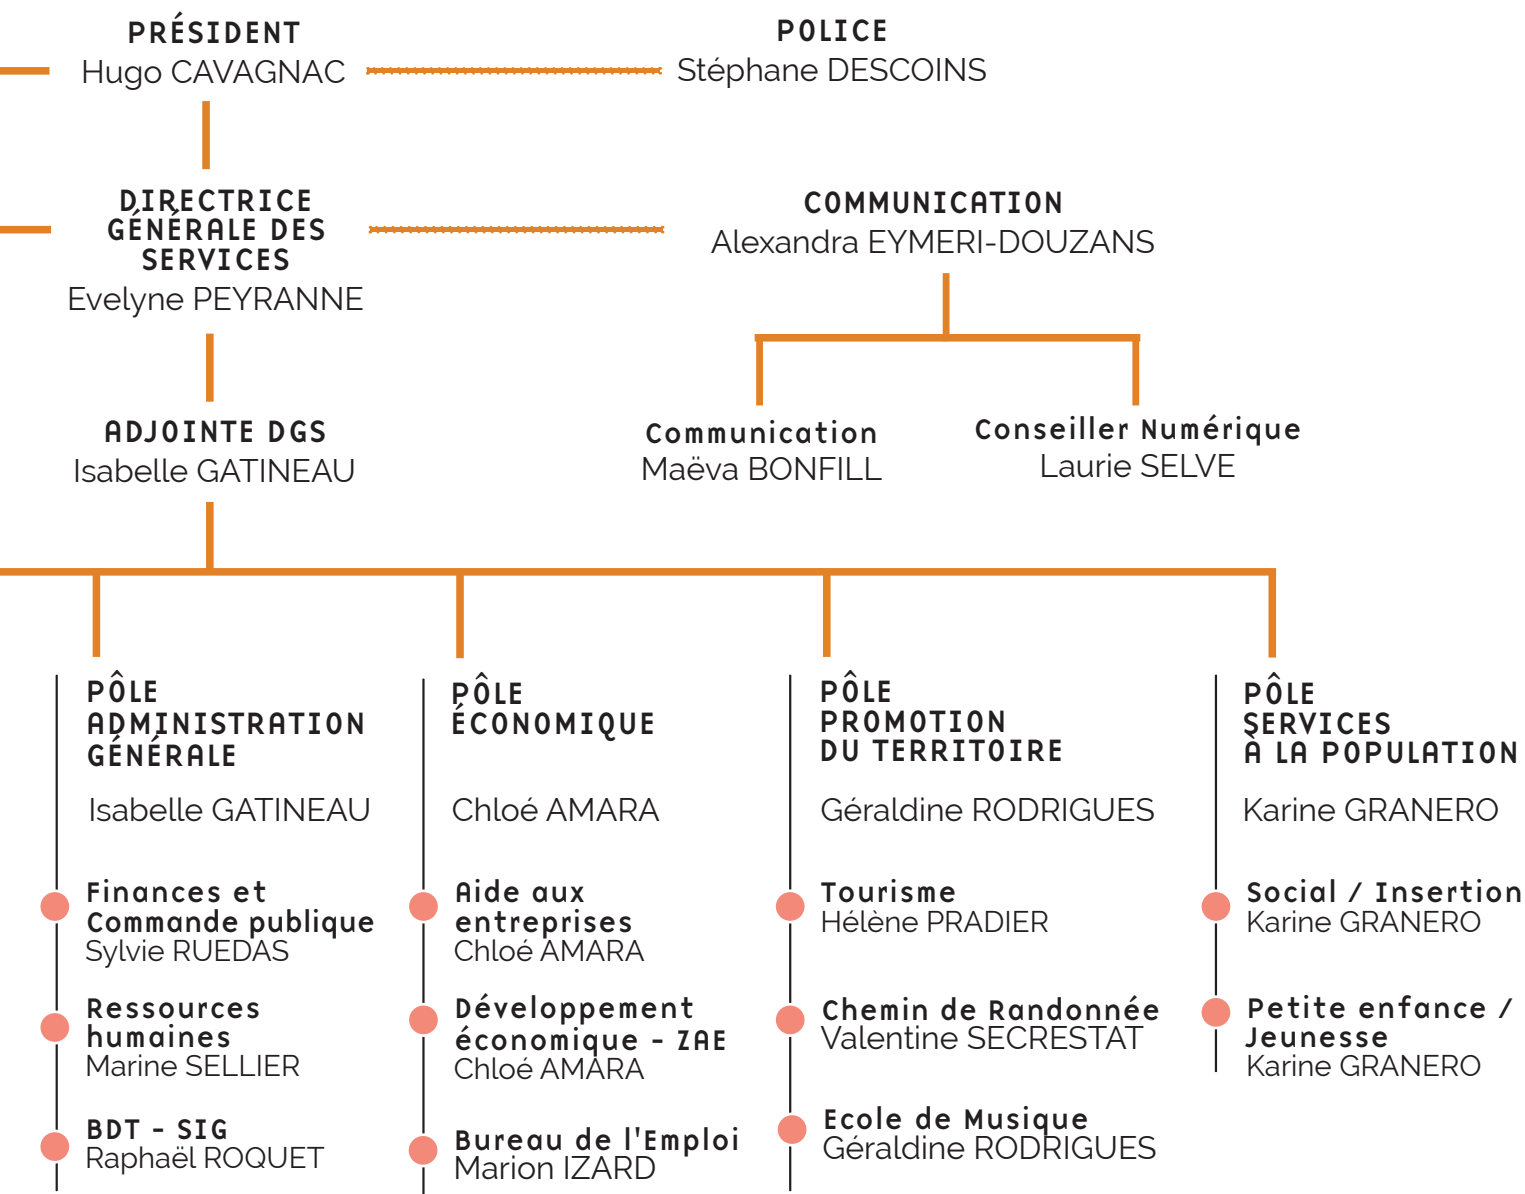 PRÉSIDENT
Hugo CAVAGNAC
POLICE
Stéphane DESCOINS
DIRECTRICE
GÉNÉRALE DES
SERVICES
Evelyne PEYRANNE
COMMUNICATION
Alexandra EYMERI-DOUZANS
ADJOINTE DGS
Isabelle GATINEAU
Communication
Maëva BONFILL
Conseiller Numérique
Laurie SELVE
PÔLE
ADMINISTRATION
GÉNÉRALE
Isabelle GATINEAU
Finances et
Commande publique
Sylvie RUEDAS
Ressources
humaines
Marine SELLIER
BDT - SIG
Raphaël ROQUET
PÔLE
ÉCONOMIQUE
Chloé AMARA
Aide aux
entreprises
Chloé AMARA
Développement
économique - ZAE
Chloé AMARA
Bureau de l'Emploi
Marion IZARD
PÔLE
PROMOTION
DU TERRITOIRE
Géraldine RODRIGUES
Tourisme
Hélène PRADIER
Chemin de Randonnée
Valentine SECRESTAT
Ecole de Musique
Géraldine RODRIGUES
PÔLE
SERVICES
À LA POPULATION
Karine GRANERO
Social / Insertion
Karine GRANERO
Petite enfance /
Jeunesse
Karine GRANERO